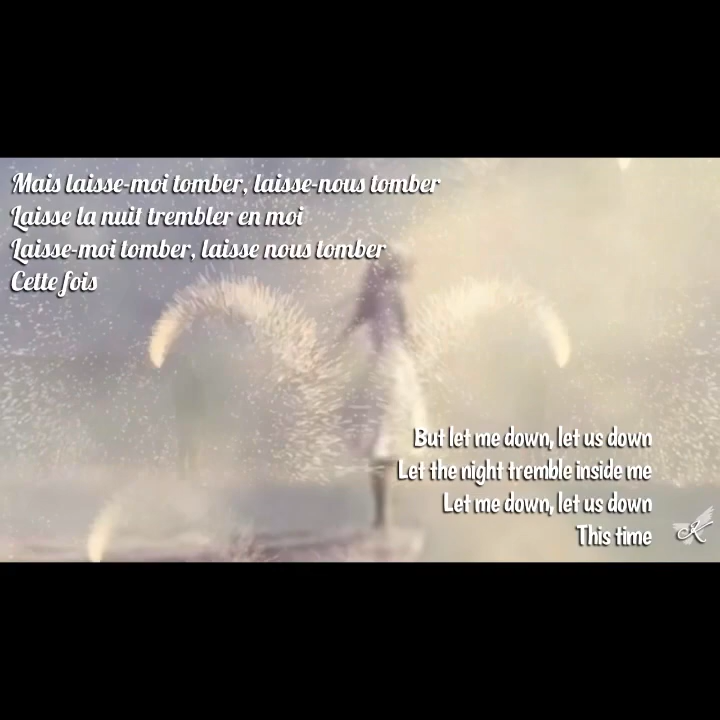 Mais laisse-moi tomber, laisse-nous tomber
Laisse la nuit trembler en moi
Laisse-moi tomber, laisse nous tomber
Cette fois
But let me down, let us down
Let the night tremble inside me
Let me down, let us down
This time
K